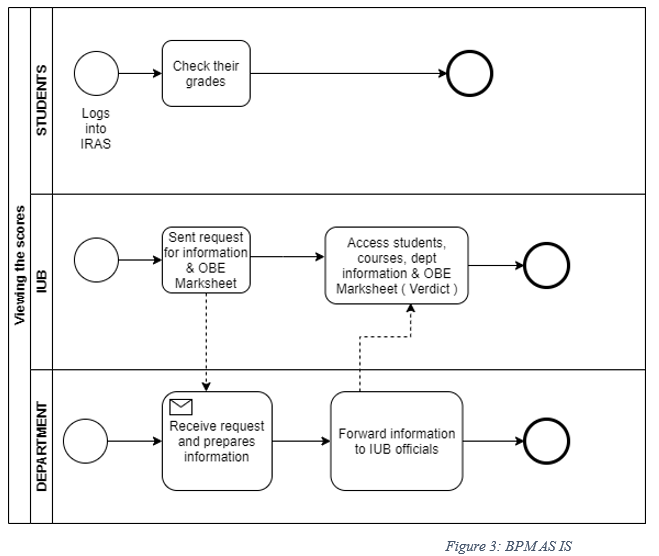 Viewing the scores
STUDENTS
Logs
into
IRAS
Check their
grades
IUB
Sent request
for information
& OBE
Marksheet
Access students,
courses, dept
information & OBE
Marksheet ( Verdict )
DEPARTMENT
Receive request
and prepares
information
Forward information
to IUB officials
Figure 3: BPM AS IS